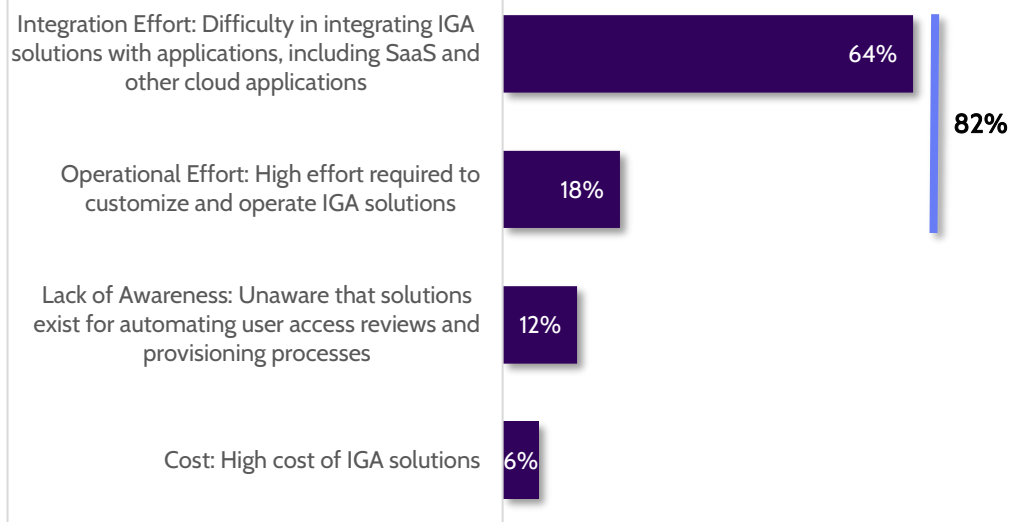 Integration Effort: Difficulty in integrating IGA
solutions with applications, including SaaS and
other cloud applications
64%
82%
Operational Effort: High effort required to
customize and operate IGA solutions
18%
Lack of Awareness: Unaware that solutions
exist for automating user access reviews and
provisioning processes
12%
Cost: High cost of IGA solutions
6%